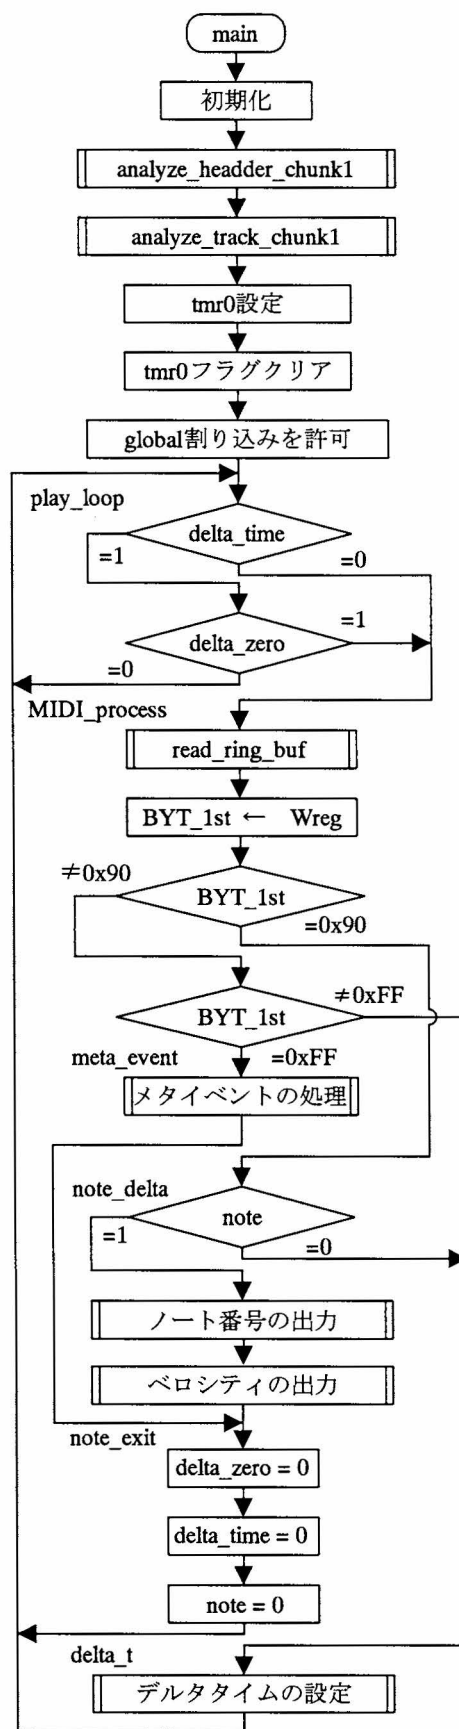 main
初期化
analyze_headder_chunk1
analyze_track_chunk1
tmr0設定
tmr0フラグクリア
global割り込みを許可
play_loop
delta_time
=1
=0
delta_zero
=1
=0
MIDI_process
read_ring_buf
BYT_1st ← Wreg
≠0x90
BYT_1st
=0x90
≠0xFF
BYT_1st
meta_event
=0xFF
メタイベントの処理
note_delta
note
=1
=0
ノート番号の出力
ベロシティの出力
note_exit
delta_zero = 0
delta_time = 0
note = 0
delta_t
デルタタイムの設定